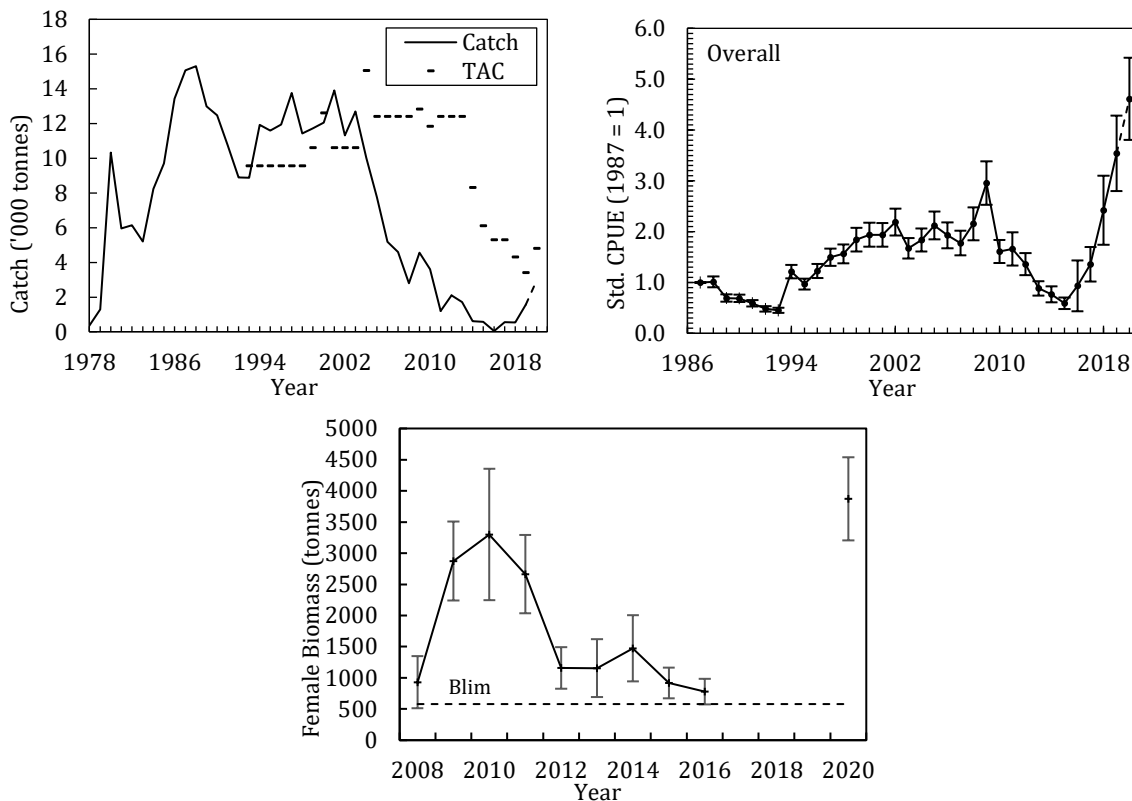 18
16
14
12
10
8
6
4
2
0
Catch ('000 tonnes)
Catch
TAC
1978 1986 1994 2002 2010 2019
Year
6.0
5.0
4.0
3.0
2.0
1.0
0.0
Std. CPUE (1987 = 1)
Overall
1986 1994 2002 2010 2018
Year
5000
4500
4000
3500
3000
2500
2000
1500
1000
500
0
Female Biomass (tonnes)
Blim
2008 2010 2012 2014 2016 2018 2020
Year